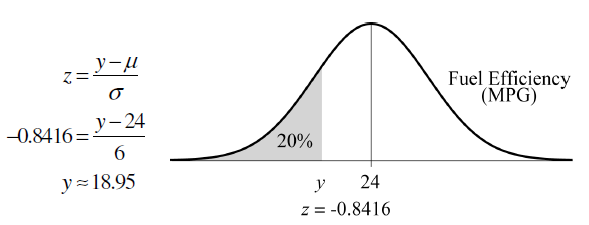 z = y − μ / σ
−0.8416 = y − 24 / 6
y ≈ 18.95
Fuel Efficiency
(MPG)
20%
y 24
z = -0.8416